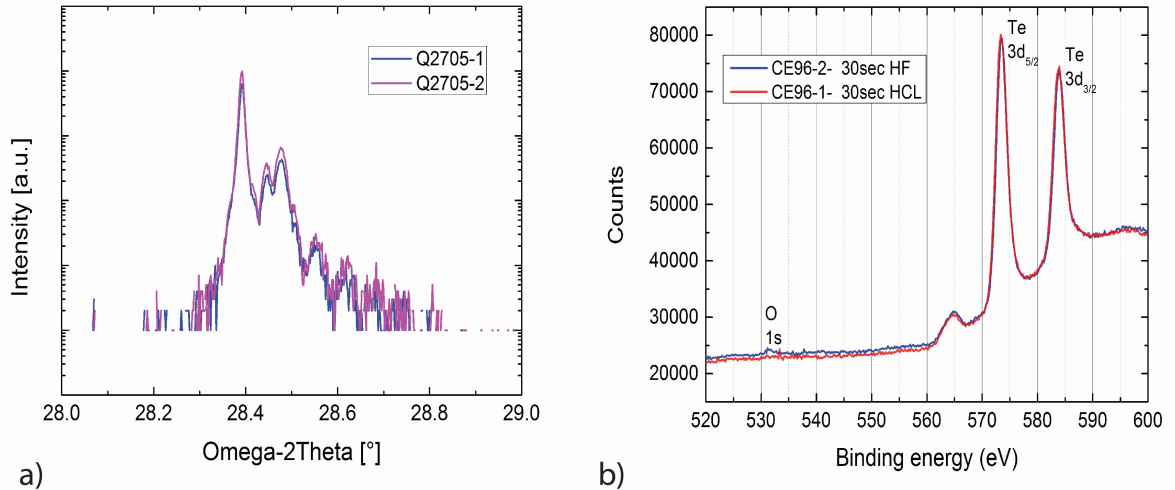 Q2705-1
Q2705-2
Intensity [a.u.]
28.0 28.2 28.4 28.6 28.8 29.0
Omega-2Theta [°]
a)
80000
70000
60000
50000
40000
30000
20000
Counts
CE96-2- 30sec HF
CE96-1- 30sec HCL
Te
3d5/2
Te
3d3/2
O
1s
520 530 540 550 560 570 580 590 600
Binding energy (eV)
b)